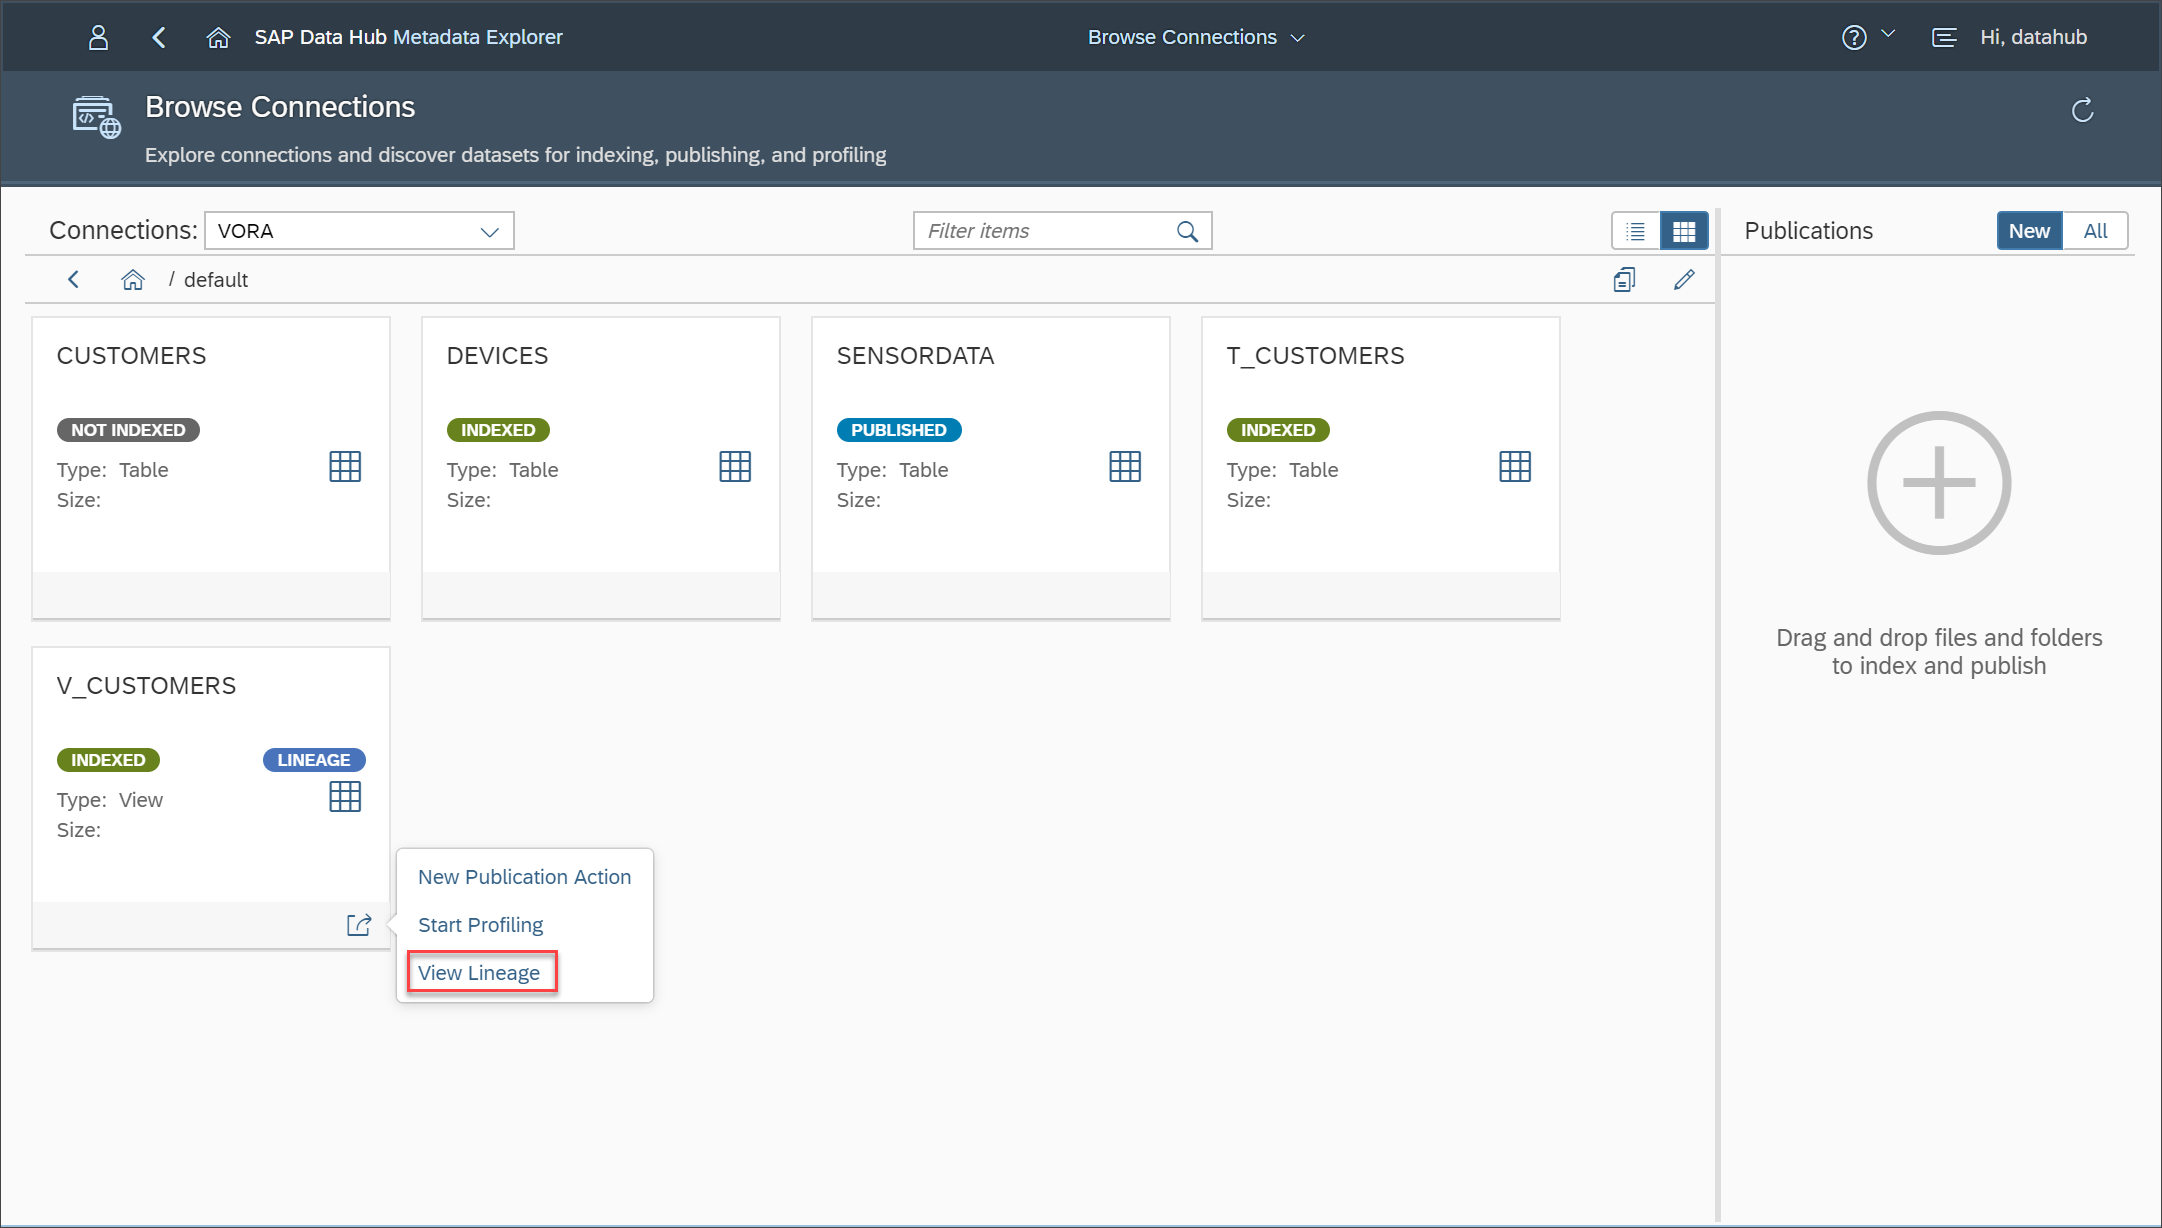 SAP Data Hub Metadata Explorer
Browse Connections
Hi, datahub
Browse Connections
Explore connections and discover datasets for indexing, publishing, and profiling
Connections: VORA
Filter items
Publications
New
All
/ default
CUSTOMERS
NOT INDEXED
Type: Table
Size:
DEVICES
INDEXED
Type: Table
Size:
SENSORDATA
PUBLISHED
Type: Table
Size:
T_CUSTOMERS
INDEXED
Type: Table
Size:
V_CUSTOMERS
INDEXED
LINEAGE
Type: View
Size:
New Publication Action
Start Profiling
View Lineage
Drag and drop files and folders
to index and publish